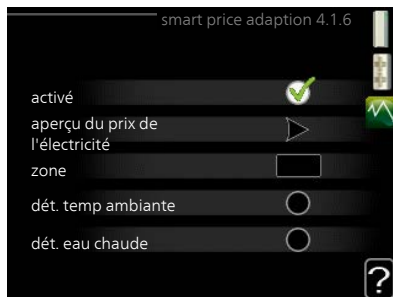 smart price adaption 4.1.6
activé
aperçu du prix de
l'électricité
zone
dét. temp ambiante
dét. eau chaude
?